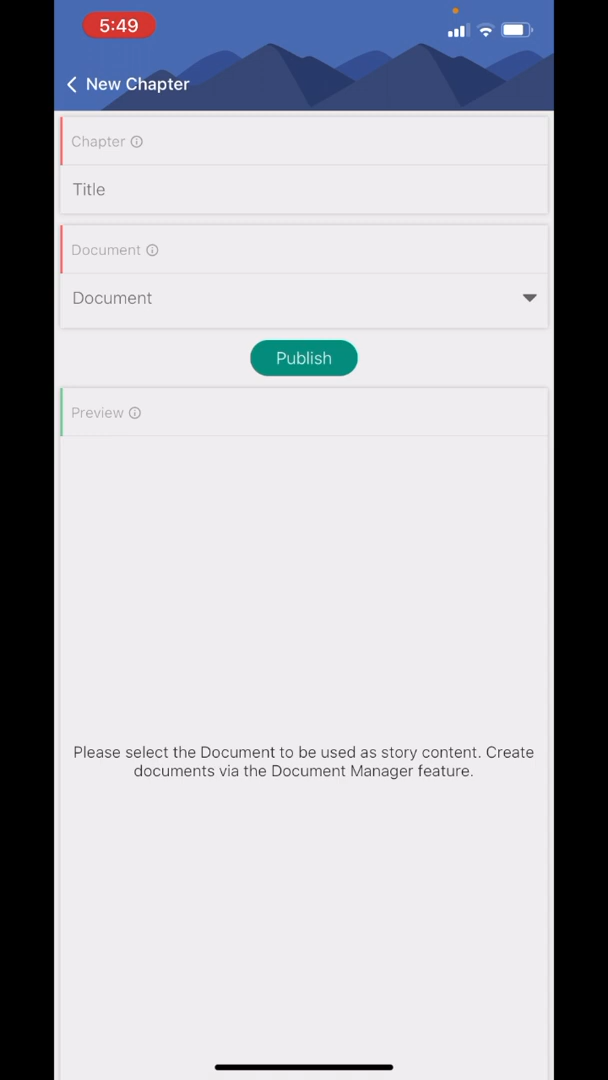 5:49
New Chapter
Chapter
Title
Document
Document
Publish
Preview
Please select the Document to be used as story content. Create
documents via the Document Manager feature.